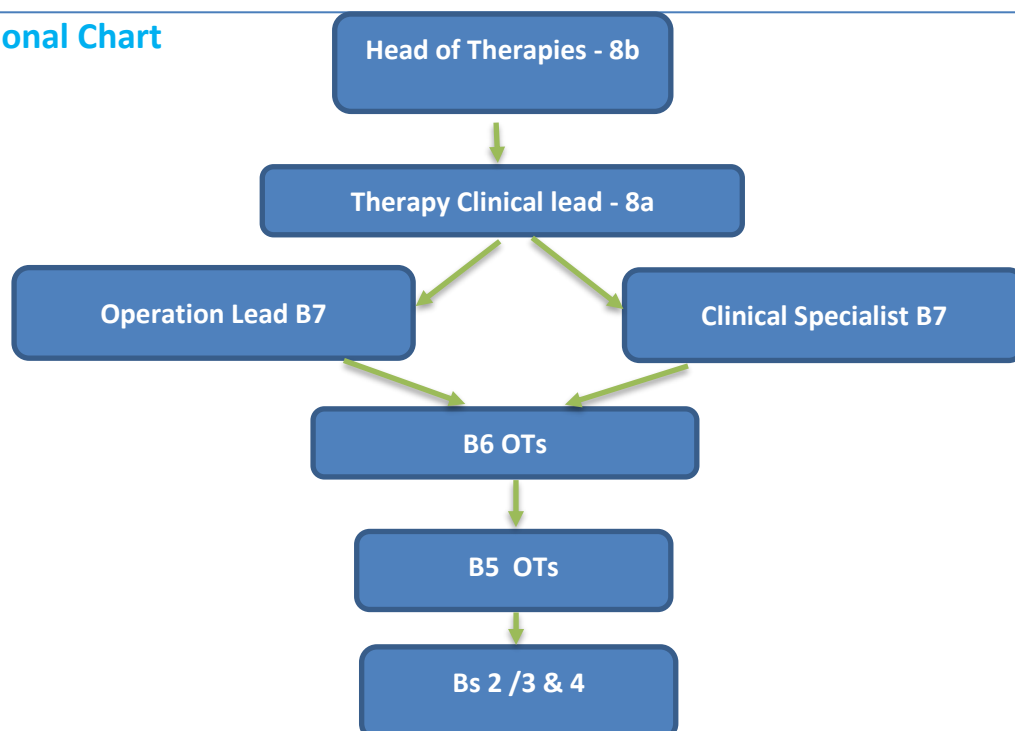 onal Chart
Head of Therapies - 8b
Therapy Clinical lead - 8a
Operation Lead B7
Clinical Specialist B7
B6 OTs
B5 OTs
Bs 2 /3 & 4